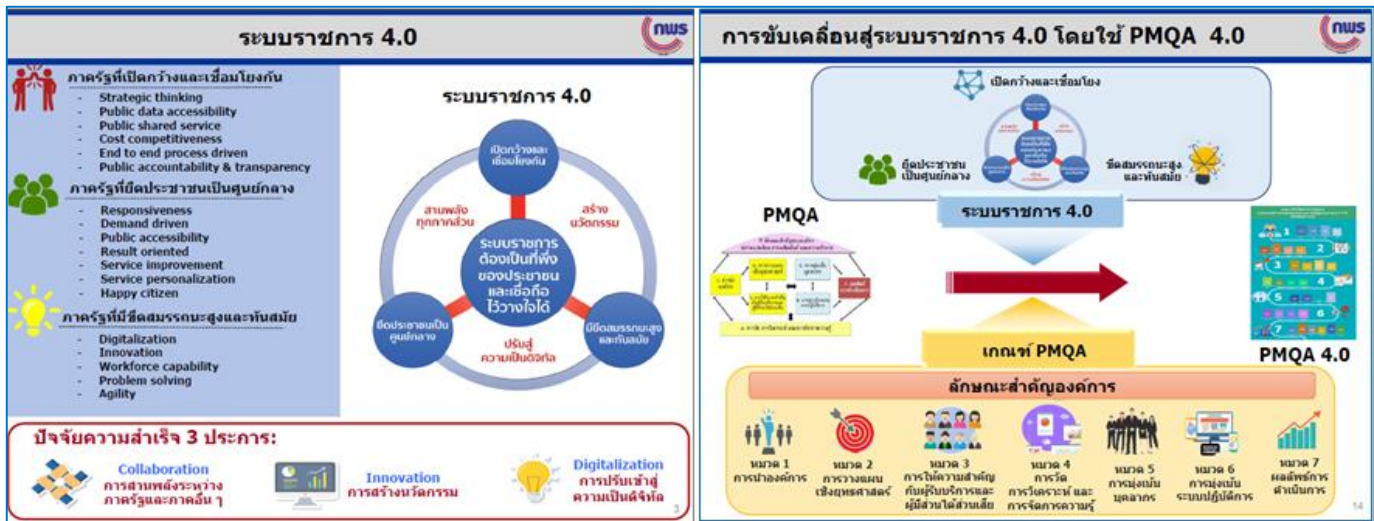 ระบบราชการ 4.0
กพร
ภาครัฐที่เปิดกว้างและเชื่อมโยงกัน
- Strategic thinking
- Public data accessibility
- Public shared service
- Cost competitiveness
- End to end process driven
- Public accountability & transparency
ภาครัฐที่ยึดประชาชนเป็นศูนย์กลาง
- Responsiveness
- Demand driven
- Public accessibility
- Result oriented
- Service improvement
- Service personalization
- Happy citizen
ภาครัฐที่มีขีดสมรรถนะสูงและทันสมัย
- Digitalization
- Innovation
- Workforce capability
- Problem solving
- Agility
ระบบราชการ 4.0
เปิดกว้างและ
เชื่อมโยงกัน
สานพลัง
ทุกภาคส่วน
สร้าง
นวัตกรรม
ระบบราชการ
ต้องเป็นที่พึ่ง
ของประชาชน
และเชื่อถือ
ไว้วางใจได้
ยึดประชาชนเป็น
ศูนย์กลาง
มีขีดสมรรถนะสูง
และทันสมัย
ปรับสู่
ความเป็นดิจิทัล
ปัจจัยความสำเร็จ 3 ประการ:
Collaboration
การสานพลังระหว่าง
ภาครัฐและภาคอื่น ๆ
Innovation
การสร้างนวัตกรรม
Digitalization
การปรับเข้าสู่
ความเป็นดิจิทัล
3
การขับเคลื่อนสู่ระบบราชการ 4.0 โดยใช้ PMQA 4.0
กพร
เปิดกว้างและเชื่อมโยง
ยึดประชาชน
เป็นศูนย์กลาง
ขีดสมรรถนะสูง
และทันสมัย
ระบบราชการ 4.0
PMQA
1
2
3
4
5
6
7
PMQA 4.0
เกณฑ์ PMQA
ลักษณะสำคัญองค์การ
หมวด 1
การนำองค์การ
หมวด 2
การวางแผน
เชิงยุทธศาสตร์
หมวด 3
การให้ความสำคัญ
กับผู้รับบริการและ
ผู้มีส่วนได้ส่วนเสีย
หมวด 4
การวัด
การวิเคราะห์ และ
การจัดการความรู้
หมวด 5
การมุ่งเน้น
บุคลากร
หมวด 6
การมุ่งเน้น
ระบบปฏิบัติการ
หมวด 7
ผลลัพธ์การ
ดำเนินการ
14